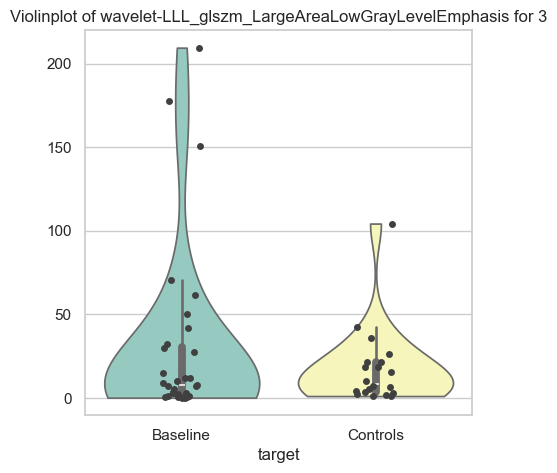 Violinplot of wavelet-LLL_glszm_LargeAreaLowGrayLevelEmphasis for 3
200
150
100
50
0
Baseline
Controls
target